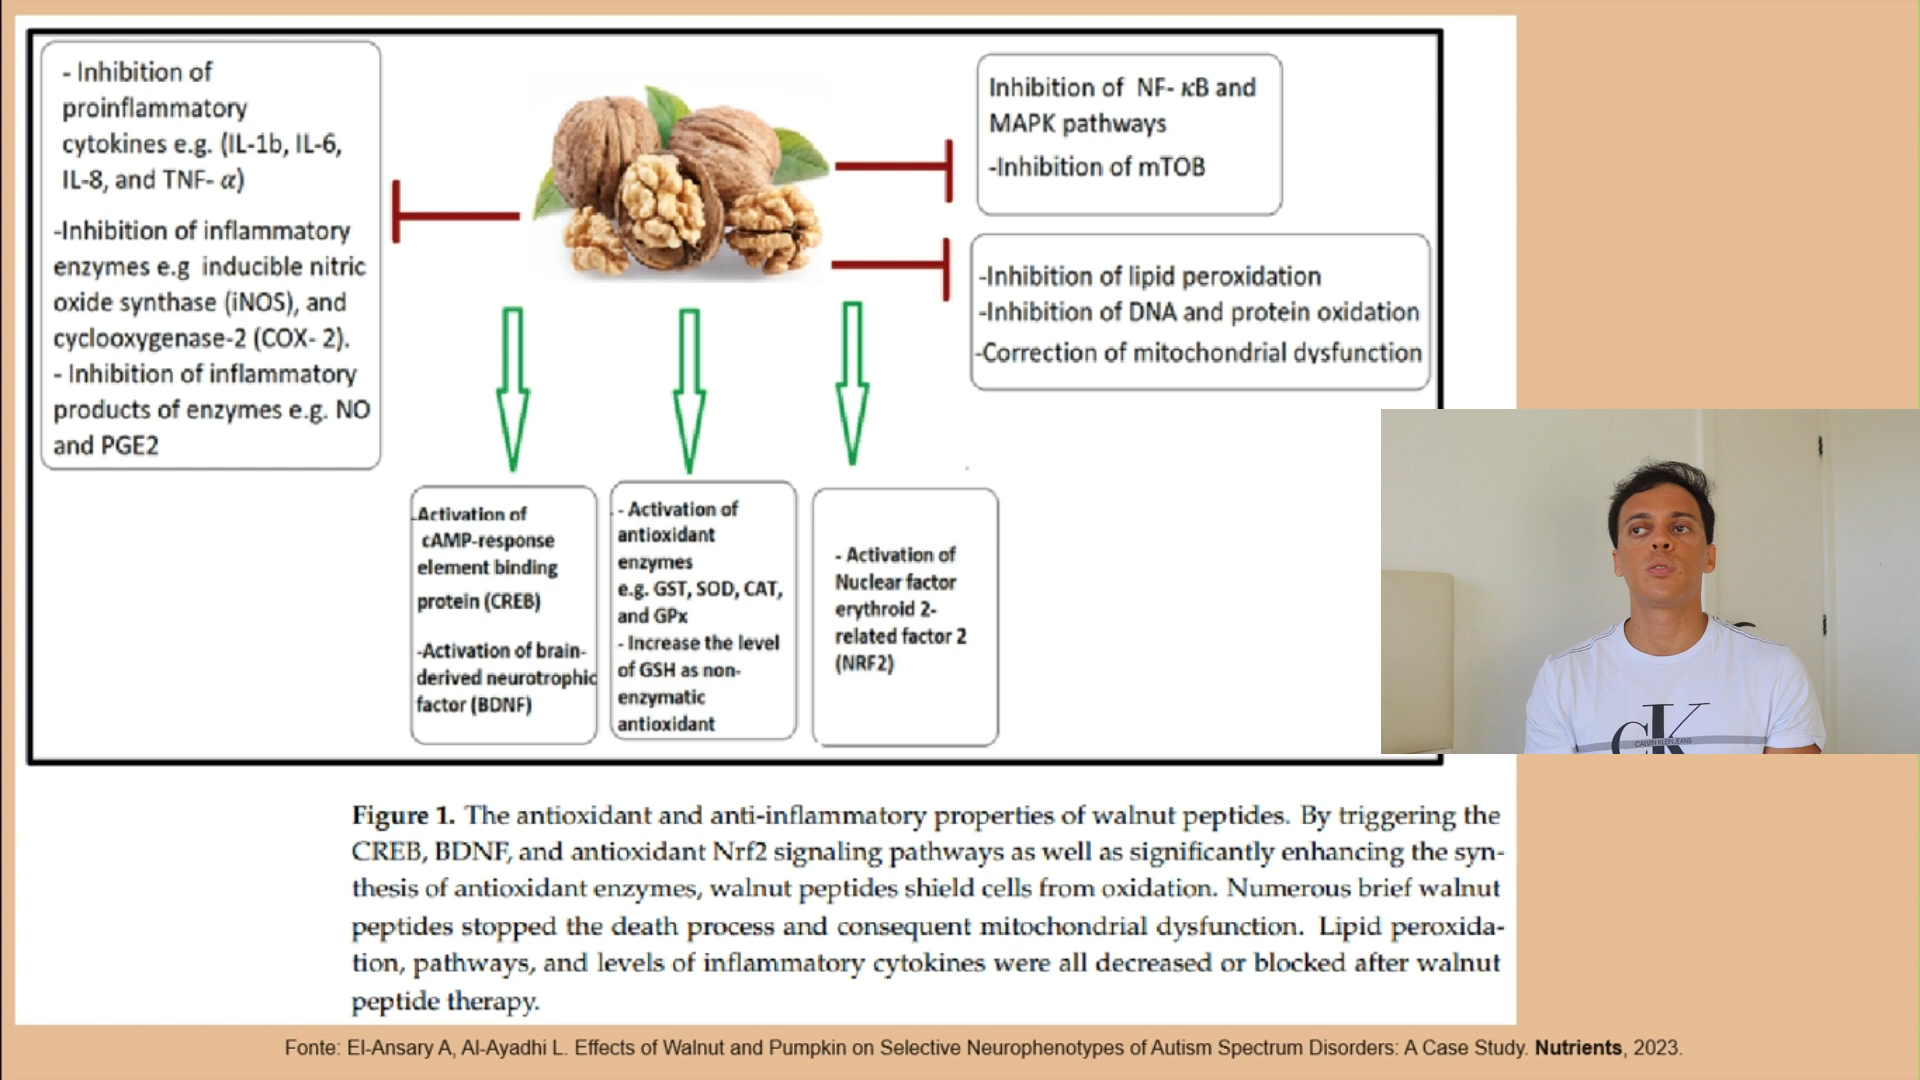 - Inhibition of
proinflammatory
cytokines e.g. (IL-1b, IL-6,
IL-8, and TNF- α)
-Inhibition of inflammatory
enzymes e.g inducible nitric
oxide synthase (iNOS), and
cyclooxygenase-2 (COX- 2).
- Inhibition of inflammatory
products of enzymes e.g. NO
and PGE2
Inhibition of NF- κB and
MAPK pathways
-Inhibition of mTOB
-Inhibition of lipid peroxidation
-Inhibition of DNA and protein oxidation
-Correction of mitochondrial dysfunction
-Activation of
cAMP-response
element binding
protein (CREB)
-Activation of brain-
derived neurotrophic
factor (BDNF)
- Activation of
antioxidant
enzymes
e.g. GST, SOD, CAT,
and GPx
- Increase the level
of GSH as non-
enzymatic
antioxidant
- Activation of
Nuclear factor
erythroid 2-
related factor 2
(NRF2)
CK
CALVIN KLEIN JEANS
Figure 1. The antioxidant and anti-inflammatory properties of walnut peptides. By triggering the
CREB, BDNF, and antioxidant Nrf2 signaling pathways as well as significantly enhancing the syn-
thesis of antioxidant enzymes, walnut peptides shield cells from oxidation. Numerous brief walnut
peptides stopped the death process and consequent mitochondrial dysfunction. Lipid peroxida-
tion, pathways, and levels of inflammatory cytokines were all decreased or blocked after walnut
peptide therapy.
Fonte: El-Ansary A, Al-Ayadhi L. Effects of Walnut and Pumpkin on Selective Neurophenotypes of Autism Spectrum Disorders: A Case Study. Nutrients, 2023.